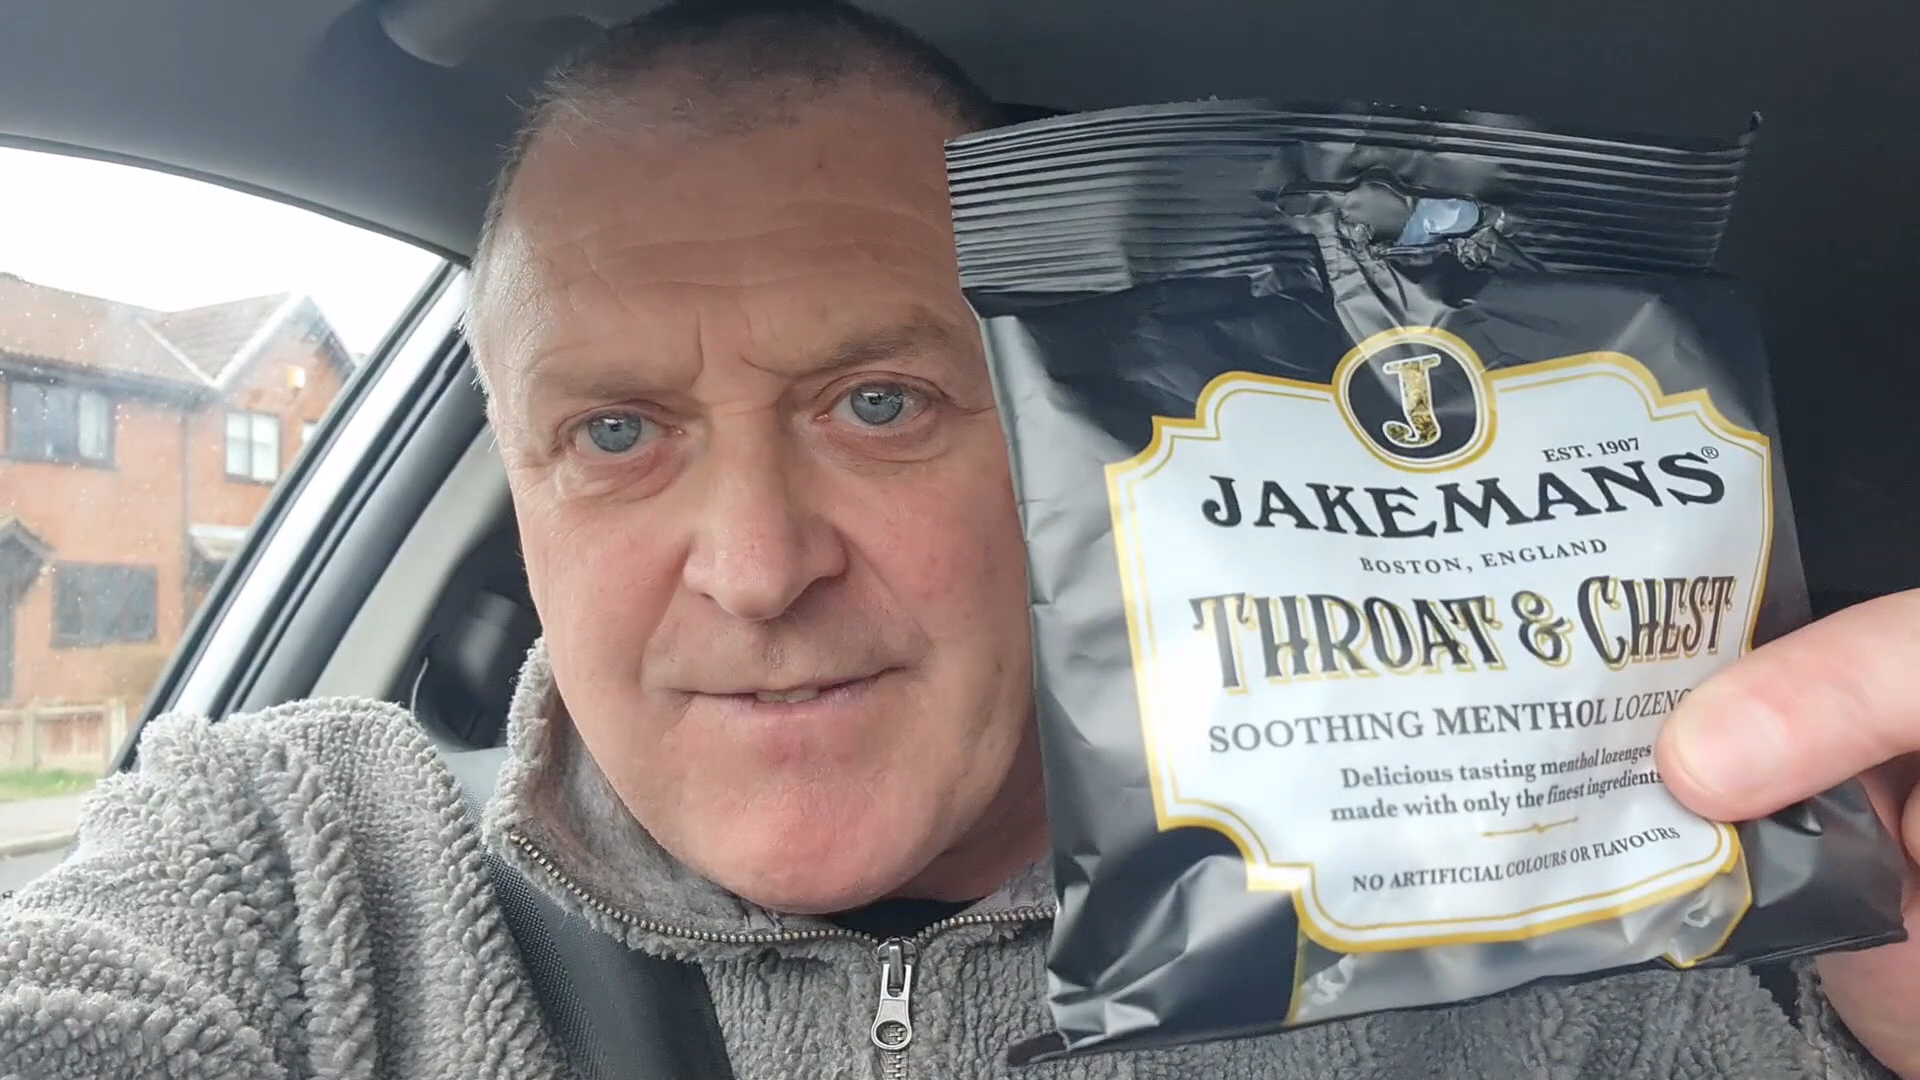 J
EST. 1907
JAKEMANS®
BOSTON, ENGLAND
THROAT & CHEST
SOOTHING MENTHOL
Delicious tasting menthol lozenges
made with only the finest ingredients
NO ARTIFICIAL COLOURS OR FLAVOURS